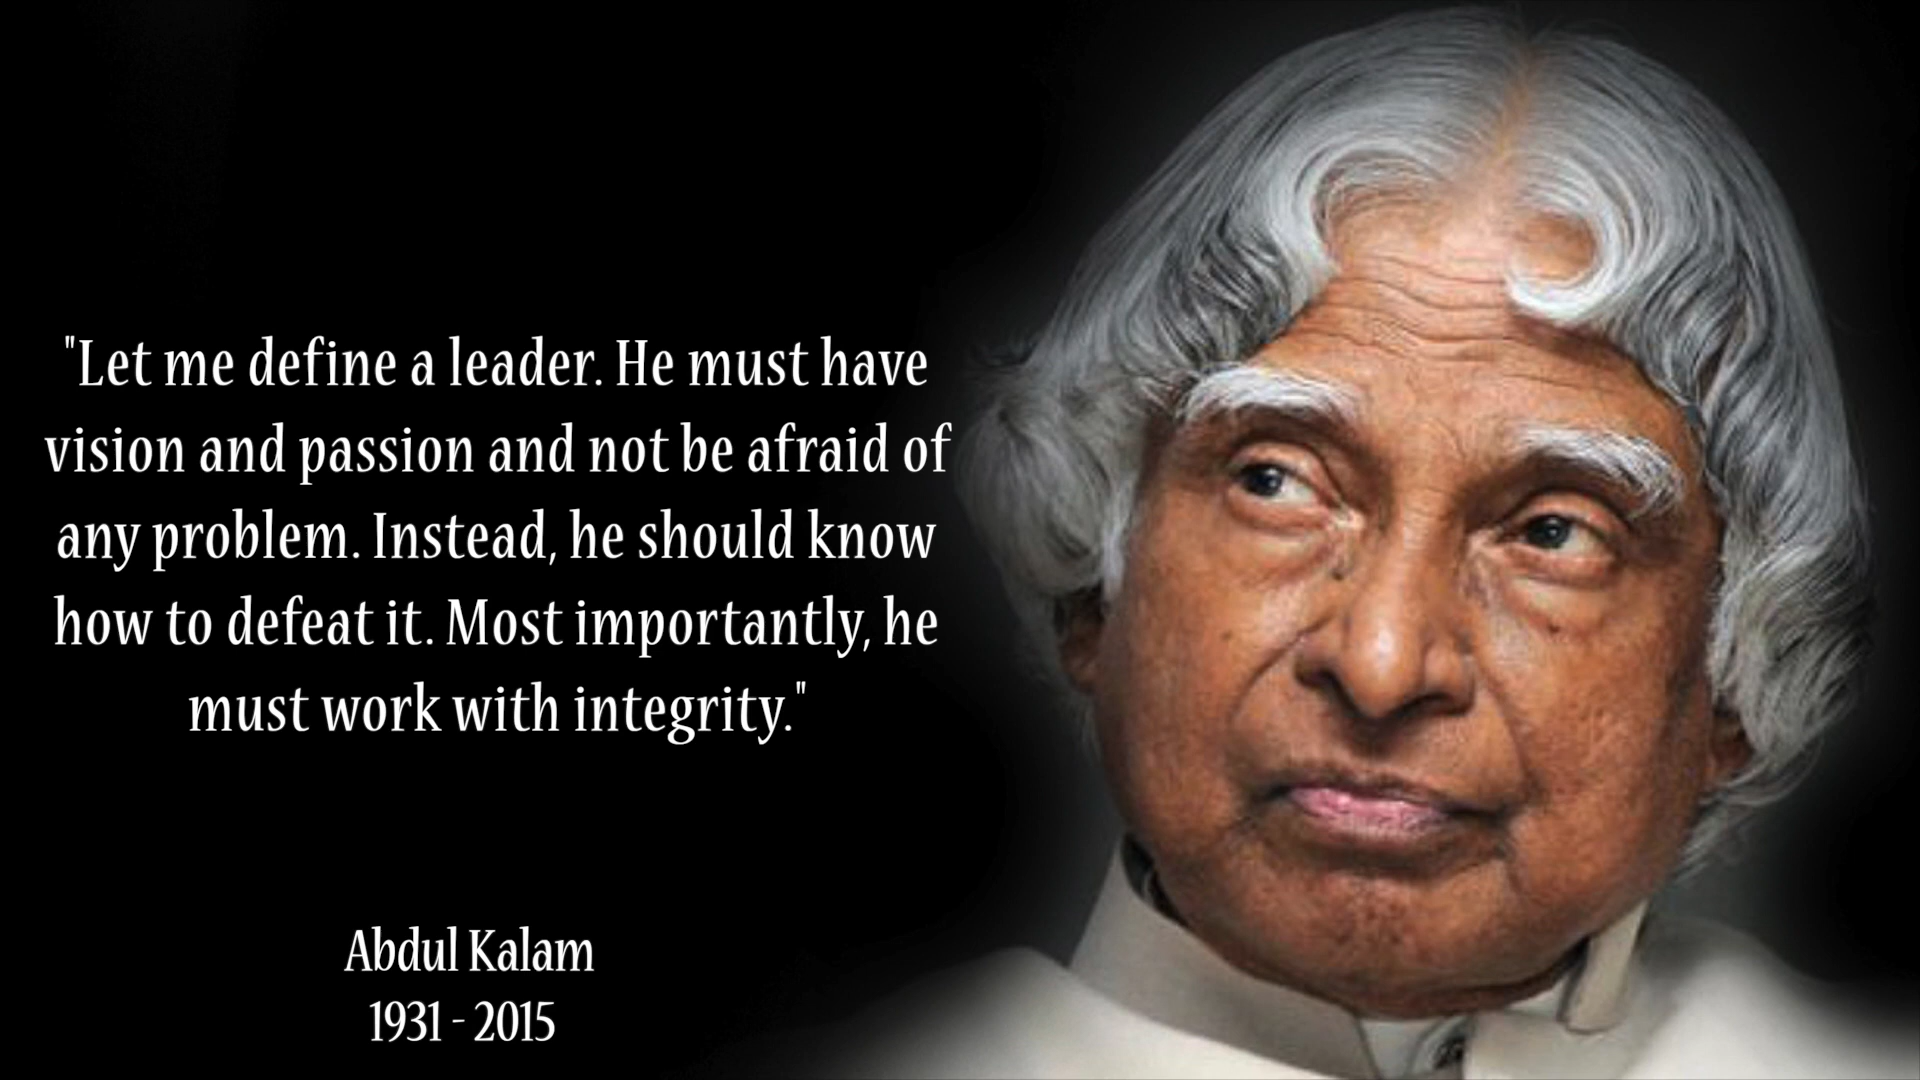 "Let me define a leader. He must have
vision and passion and not be afraid of
any problem. Instead, he should know
how to defeat it. Most importantly, he
must work with integrity."
Abdul Kalam
1931 - 2015